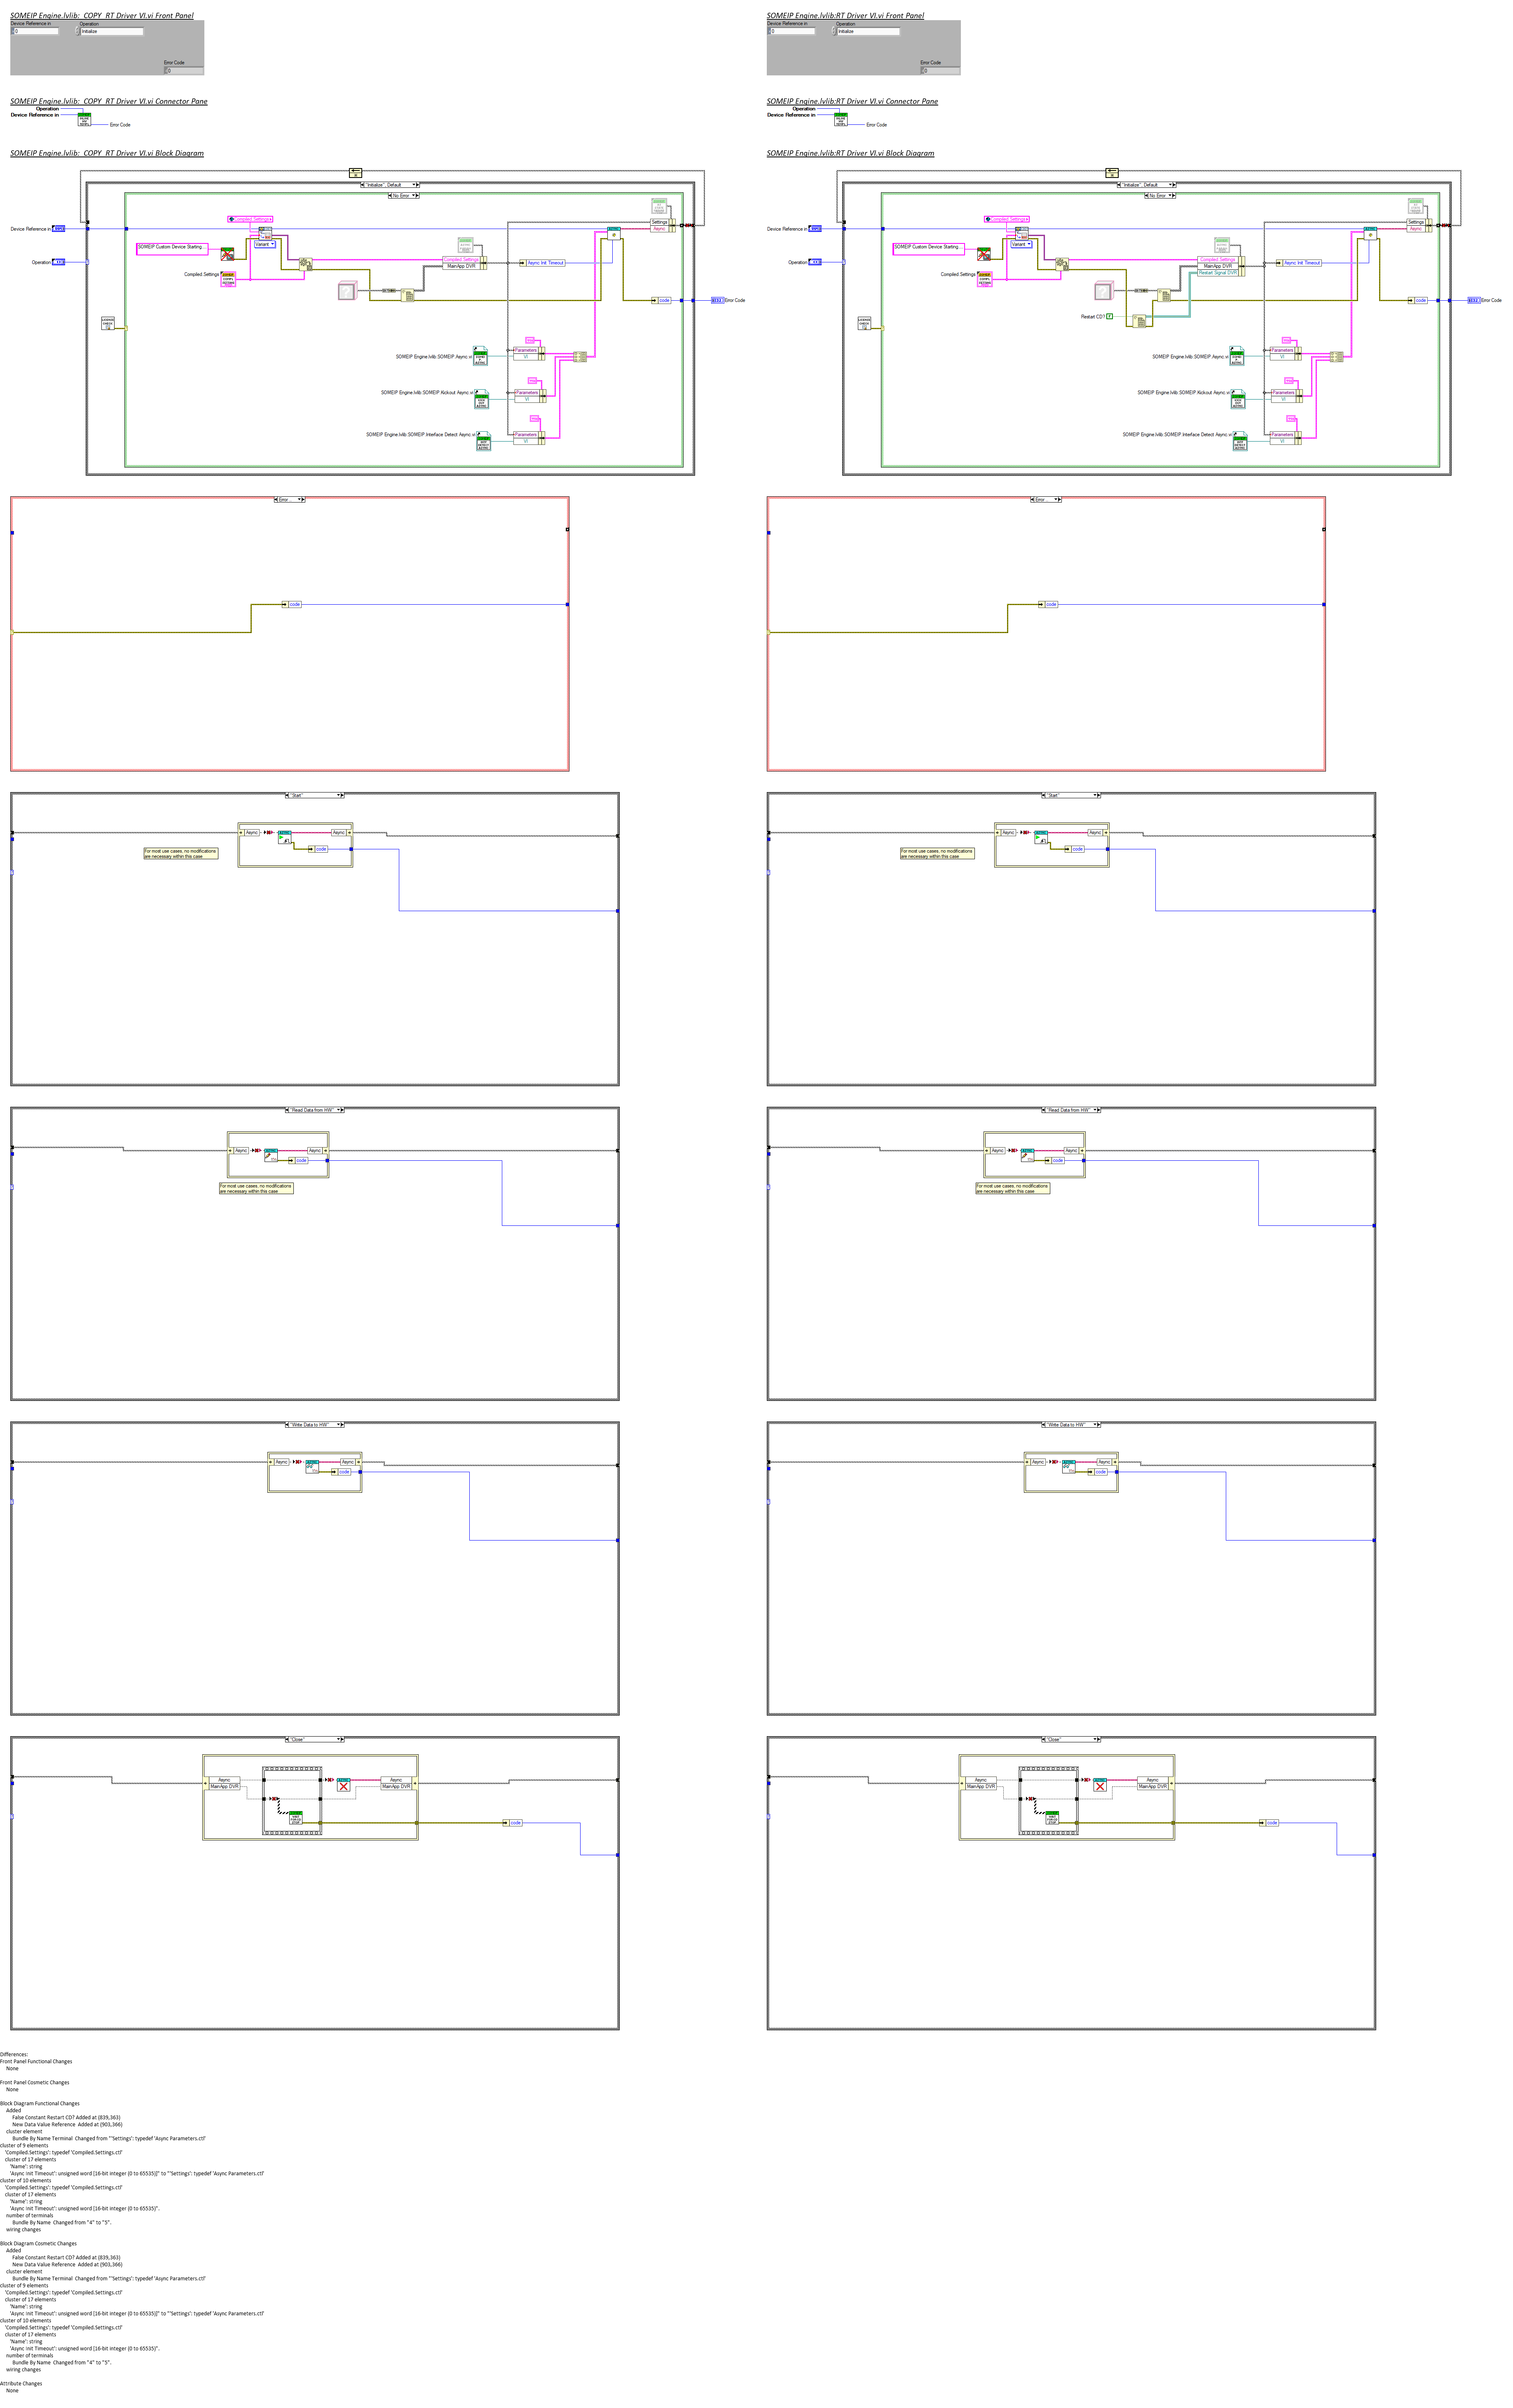 SOMEIP Engine.lvlib:_COPY_RT Driver VI.vi Front Panel
Device Reference in
Operation
0
Initialize
Error Code
0
SOMEIP Engine.lvlib:_COPY_RT Driver VI.vi Connector Pane
Operation
Device Reference in
Error Code
SOMEIP Engine.lvlib:_COPY_RT Driver VI.vi Block Diagram
"Initialize", Default
No Error
Device Reference in
Operation
SOMEIP Custom Device Starting...
Compiled.Settings
Variant
Compiled Settings
Compiled.Settings
MainApp DVR
Async Init Timeout
Settings
Async
code
Error Code
SOMEIP Engine.lvlib:SOMEIP Async.vi
Parameters
VI
SOMEIP Engine.lvlib:SOMEIP Kickout Async.vi
Parameters
VI
SOMEIP Engine.lvlib:SOMEIP Interface Detect Async.vi
Parameters
VI
Error
code
"Start"
Async
Async
code
For most use cases, no modifications
are necessary within this case
"Read Data from HW"
Async
Async
code
For most use cases, no modifications
are necessary within this case
"Write Data to HW"
Async
Async
code
"Close"
Async
MainApp DVR
Async
MainApp DVR
code
SOMEIP Engine.lvlib:RT Driver VI.vi Front Panel
Device Reference in
Operation
0
Initialize
Error Code
0
SOMEIP Engine.lvlib:RT Driver VI.vi Connector Pane
Operation
Device Reference in
Error Code
SOMEIP Engine.lvlib:RT Driver VI.vi Block Diagram
"Initialize", Default
No Error
Device Reference in
Operation
SOMEIP Custom Device Starting...
Compiled.Settings
Variant
Compiled Settings
Compiled.Settings
MainApp DVR
Restart Signal DVR
Async Init Timeout
Restart CD?
Settings
Async
code
Error Code
SOMEIP Engine.lvlib:SOMEIP Async.vi
Parameters
VI
SOMEIP Engine.lvlib:SOMEIP Kickout Async.vi
Parameters
VI
SOMEIP Engine.lvlib:SOMEIP Interface Detect Async.vi
Parameters
VI
Error
code
"Start"
Async
Async
code
For most use cases, no modifications
are necessary within this case
"Read Data from HW"
Async
Async
code
For most use cases, no modifications
are necessary within this case
"Write Data to HW"
Async
Async
code
"Close"
Async
MainApp DVR
Async
MainApp DVR
code
Differences:
Front Panel Functional Changes
None
Front Panel Cosmetic Changes
None
Block Diagram Functional Changes
Added
False Constant Restart CD? Added at (839,363)
New Data Value Reference Added at (903,366)
cluster element
Bundle By Name Terminal Changed from "'Settings': typedef 'Async Parameters.ctl'
cluster of 9 elements
'Compiled.Settings': typedef 'Compiled.Settings.ctl'
cluster of 17 elements
'Name': string
'Async Init Timeout': unsigned word [16-bit integer (0 to 65535)]" to "'Settings': typedef 'Async Parameters.ctl'
cluster of 10 elements
'Compiled.Settings': typedef 'Compiled.Settings.ctl'
cluster of 17 elements
'Name': string
'Async Init Timeout': unsigned word [16-bit integer (0 to 65535)]".
number of terminals
Bundle By Name Changed from "4" to "5".
wiring changes
Block Diagram Cosmetic Changes
Added
False Constant Restart CD? Added at (839,363)
New Data Value Reference Added at (903,366)
cluster element
Bundle By Name Terminal Changed from "'Settings': typedef 'Async Parameters.ctl'
cluster of 9 elements
'Compiled.Settings': typedef 'Compiled.Settings.ctl'
cluster of 17 elements
'Name': string
'Async Init Timeout': unsigned word [16-bit integer (0 to 65535)]" to "'Settings': typedef 'Async Parameters.ctl'
cluster of 10 elements
'Compiled.Settings': typedef 'Compiled.Settings.ctl'
cluster of 17 elements
'Name': string
'Async Init Timeout': unsigned word [16-bit integer (0 to 65535)]".
number of terminals
Bundle By Name Changed from "4" to "5".
wiring changes
Attribute Changes
None